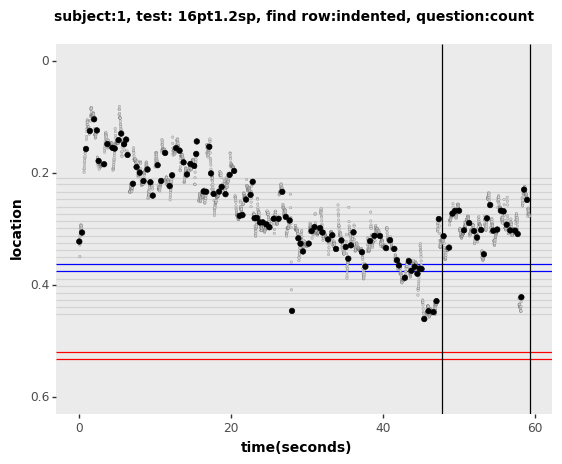 subject:1, test: 16pt1.2sp, find row:indented, question:count
0
0.2
0.4
0.6
location
0
20
40
60
time(seconds)